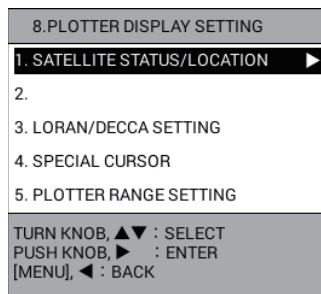 8.PLOTTER DISPLAY SETTING
1. SATELLITE STATUS/LOCATION ▶
2.
3. LORAN/DECCA SETTING
4. SPECIAL CURSOR
5. PLOTTER RANGE SETTING
TURN KNOB, ▲▼ : SELECT
PUSH KNOB, ▶ : ENTER
[MENU], ◀ : BACK